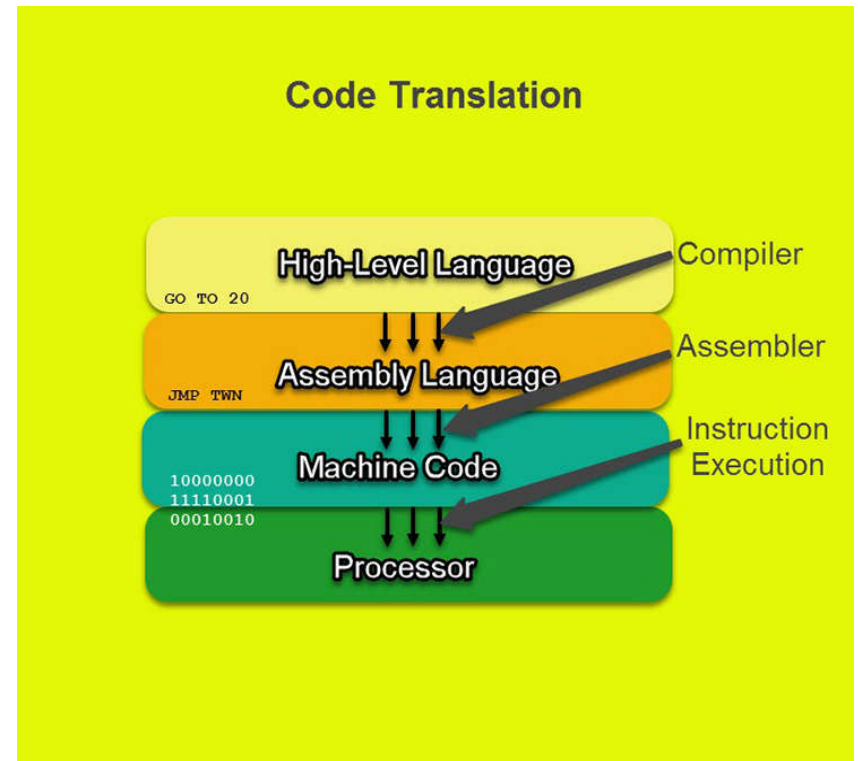 Code Translation
High-Level Language
Compiler
GO TO 20
Assembly Language
Assembler
JMP TWN
Machine Code
Instruction
Execution
10000000
11110001
00010010
Processor